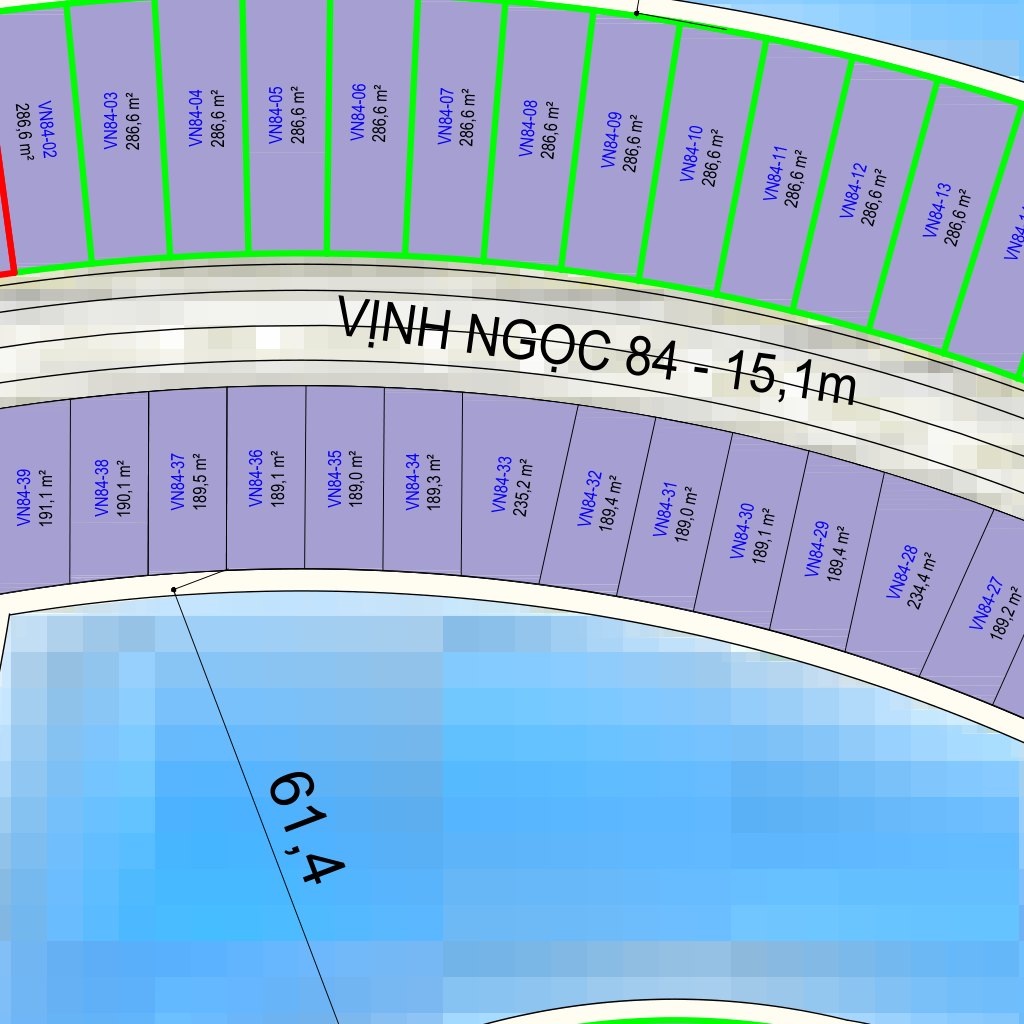 VN84-02
286,6 m²
VN84-03
286,6 m²
VN84-04
286,6 m²
VN84-05
286,6 m²
VN84-06
286,6 m²
VN84-07
286,6 m²
VN84-08
286,6 m²
VN84-09
286,6 m²
VN84-10
286,6 m²
VN84-11
286,6 m²
VN84-12
286,6 m²
VN84-13
286,6 m²
VỊNH NGỌC 84 - 15,1m
VN84-39
191,1 m²
VN84-38
190,1 m²
VN84-37
189,5 m²
VN84-36
189,1 m²
VN84-35
189,0 m²
VN84-34
189,3 m²
VN84-33
235,2 m²
VN84-32
189,4 m²
VN84-31
189,0 m²
VN84-30
189,1 m²
VN84-29
189,4 m²
VN84-28
234,4 m²
VN84-27
189,2 m²
61,4